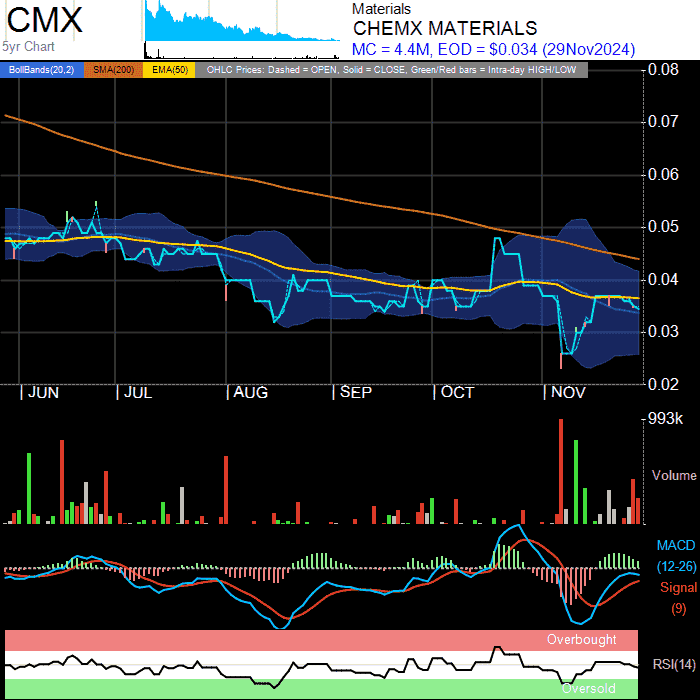 CMX
5yr Chart
Materials
CHEMX MATERIALS
MC = 4.4M, EOD = $0.034 (29Nov2024)
BollBands(20,2) SMA(200) EMA(50) OHLC Prices: Dashed = OPEN, Solid = CLOSE, Green/Red bars = Intra-day HIGH/LOW
0.08
0.07
0.06
0.05
0.04
0.03
0.02
JUN JUL AUG SEP OCT NOV
993k
Volume
MACD
(12-26)
Signal
(9)
Overbought
RSI(14)
Oversold